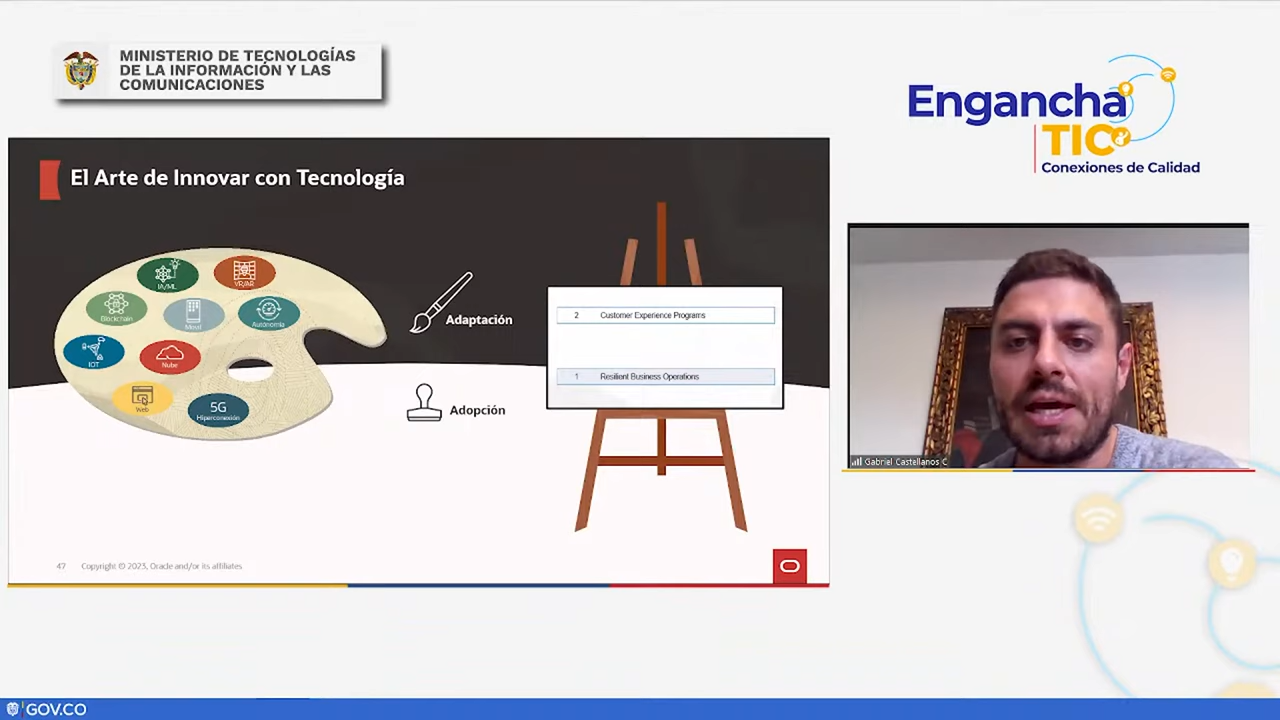 MINISTERIO DE TECNOLOGÍAS
DE LA INFORMACIÓN Y LAS
COMUNICACIONES
Engancha
TIC
Conexiones de Calidad
El Arte de Innovar con Tecnología
IA/ML
VR/AR
Blockchain
Movil
Autónomia
IOT
Nube
Web
5G
Hiperconexión
Adaptación
Adopción
2 Customer Experience Programs
1 Resilient Business Operations
47 Copyright © 2023, Oracle and/or its affiliates
Gabriel Castellanos C
GOV.CO